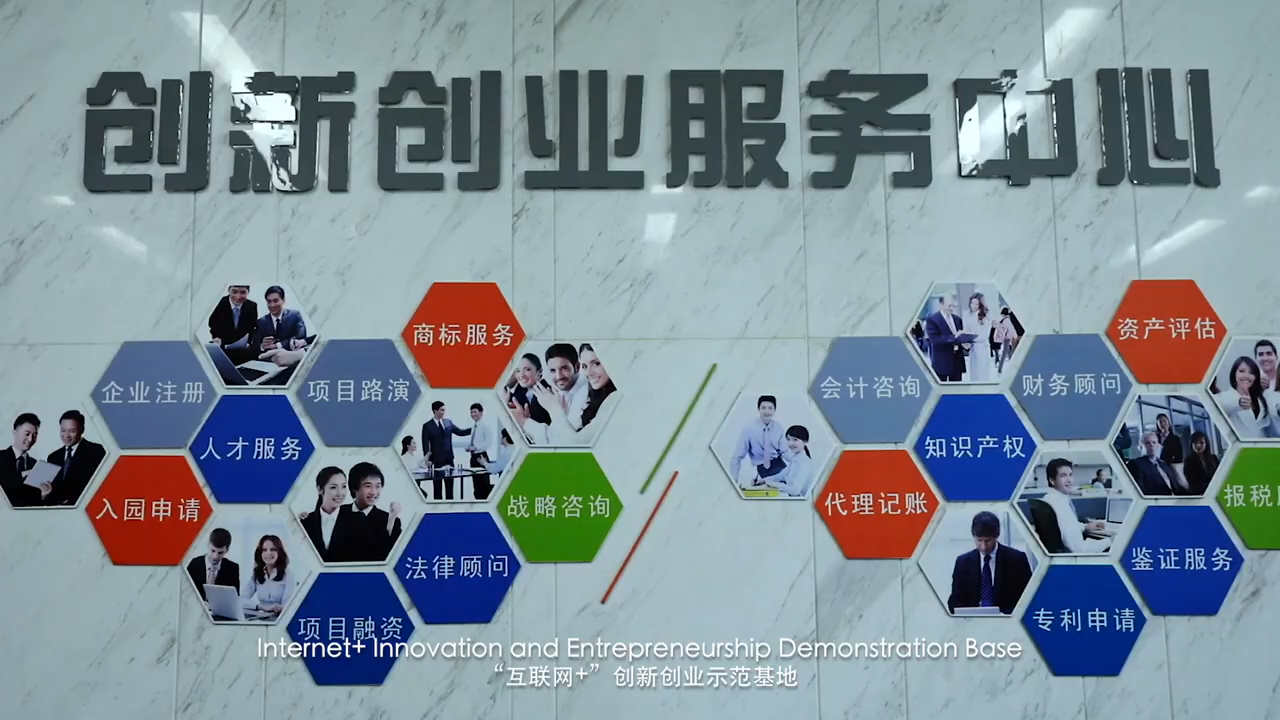 创新创业服务中心
商标服务
企业注册
项目路演
人才服务
入园申请
战略咨询
法律顾问
项目融资
资产评估
会计咨询
财务顾问
知识产权
代理记账
报税
鉴证服务
专利申请
Internet+ Innovation and Entrepreneurship Demonstration Base
“互联网+”创新创业示范基地